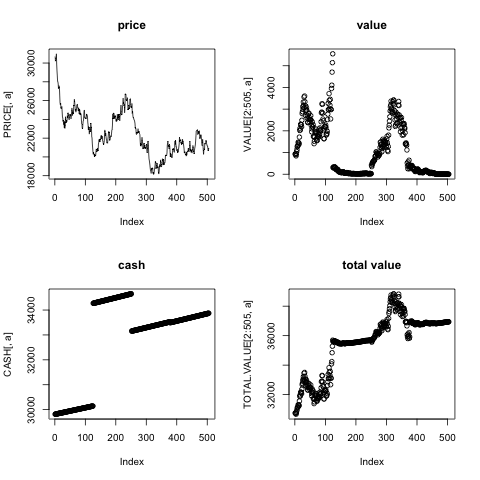 price
PRICE[, a]
18000 22000 26000 30000
0 100 200 300 400 500
Index
value
VALUE[2:505, a]
0 2000 4000
0 100 200 300 400 500
Index
cash
CASH[, a]
30000 32000 34000
0 100 200 300 400 500
Index
total value
TOTAL.VALUE[2:505, a]
32000 36000
0 100 200 300 400 500
Index